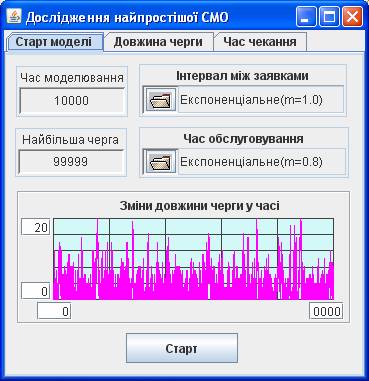 Дослідження найпростішої СМО
Старт моделі Довжина черги Час чекання
Час моделювання Інтервал між заявками
10000 Експоненціальне(m=1.0)
Найбільша черга Час обслуговування
99999 Експоненціальне(m=0.8)
Зміни довжини черги у часі
20
0
0 0000
Старт